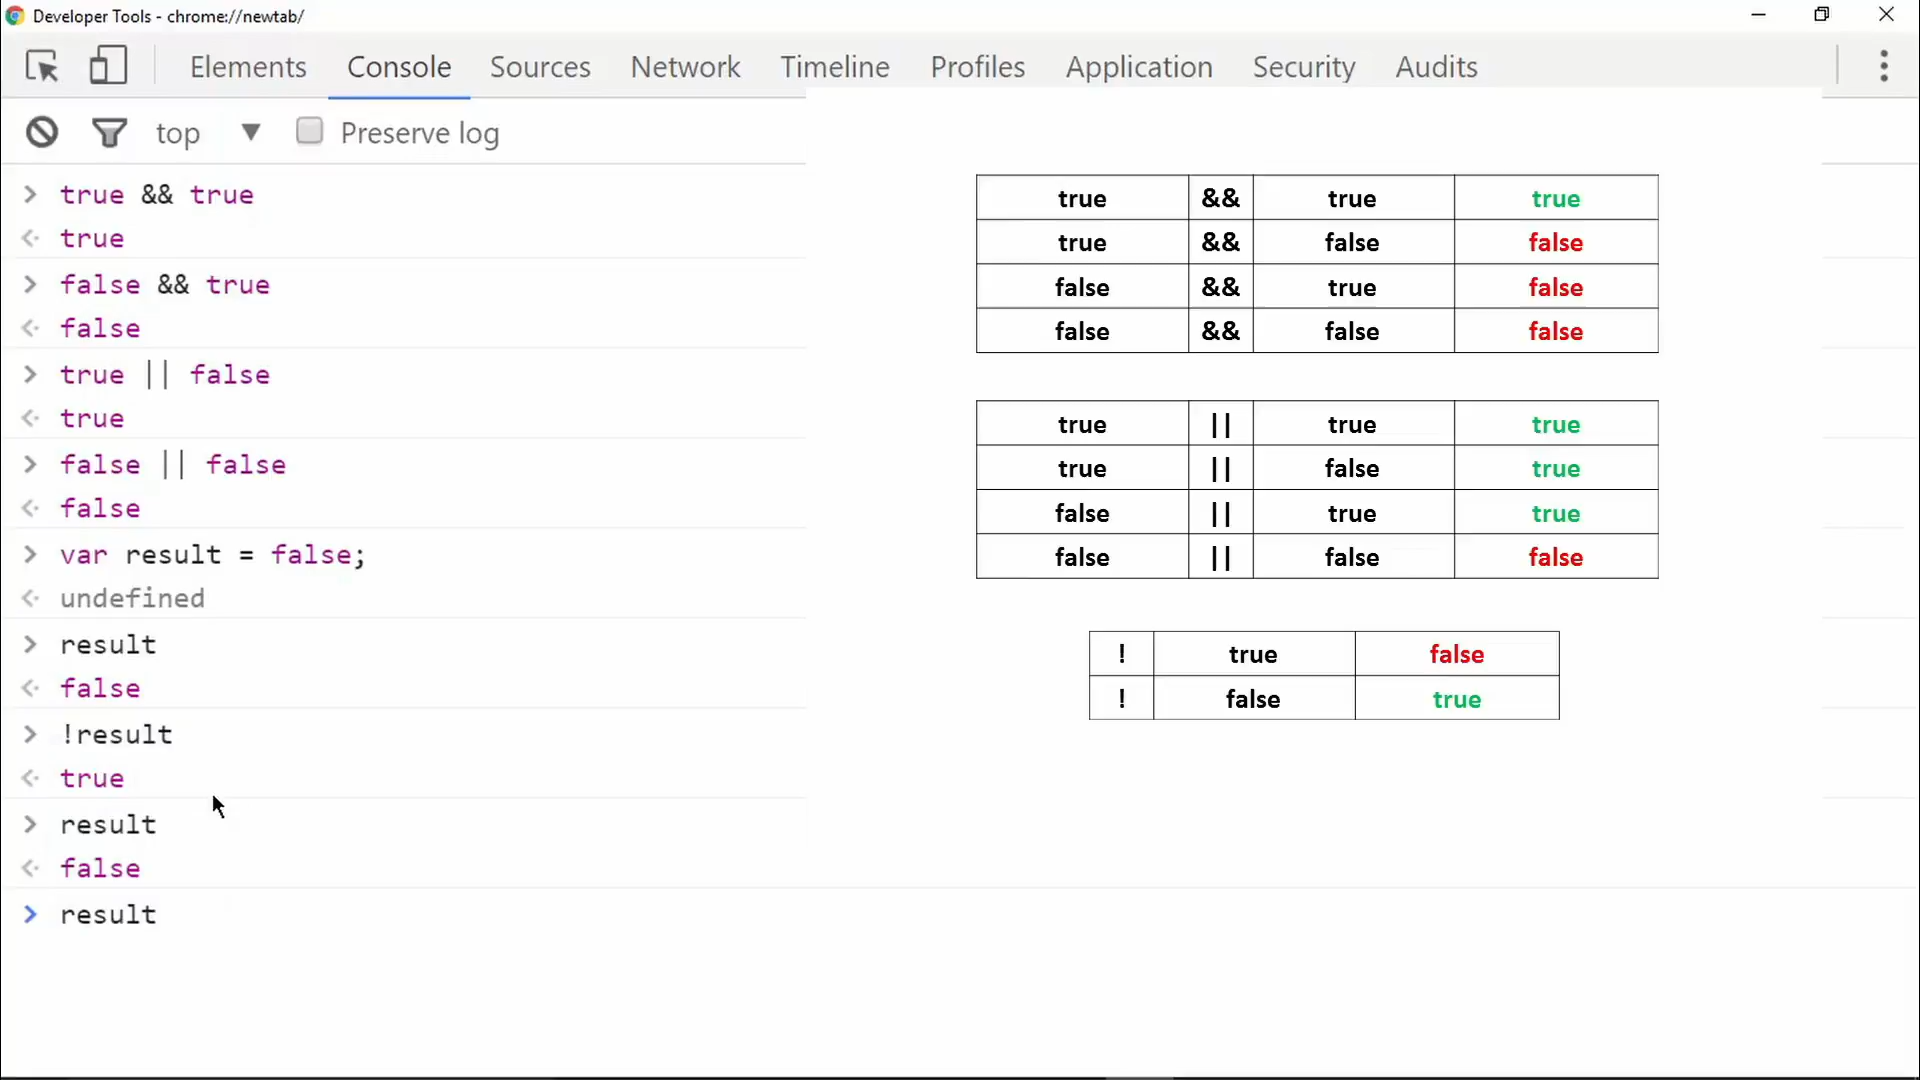 Developer Tools - chrome://newtab/
Elements Console Sources Network Timeline Profiles Application Security Audits
top Preserve log
> true && true
true
> false && true
false
> true || false
true
> false || false
false
> var result = false;
undefined
> result
false
> !result
true
> result
false
> result
true && true true
true && false false
false && true false
false && false false
true || true true
true || false true
false || true true
false || false false
! true false
! false true